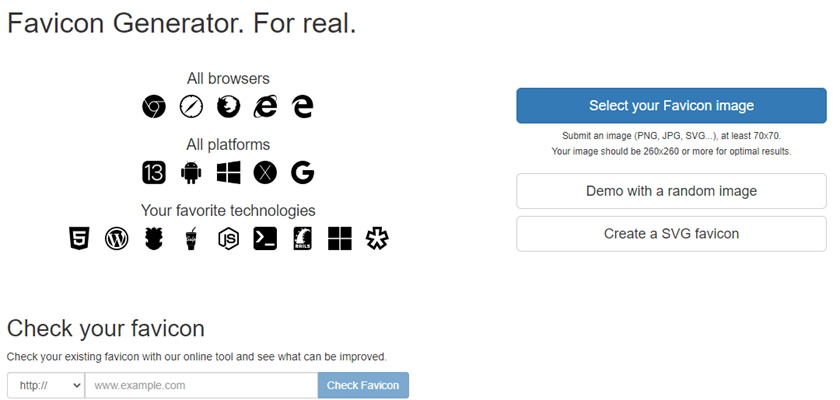 Favicon Generator. For real.
All browsers
All platforms
13
G
Your favorite technologies
5
W
JS
RAILS
Select your Favicon image
Submit an image (PNG, JPG, SVG...), at least 70x70.
Your image should be 260x260 or more for optimal results.
Demo with a random image
Create a SVG favicon
Check your favicon
Check your existing favicon with our online tool and see what can be improved.
http://
www.example.com
Check Favicon